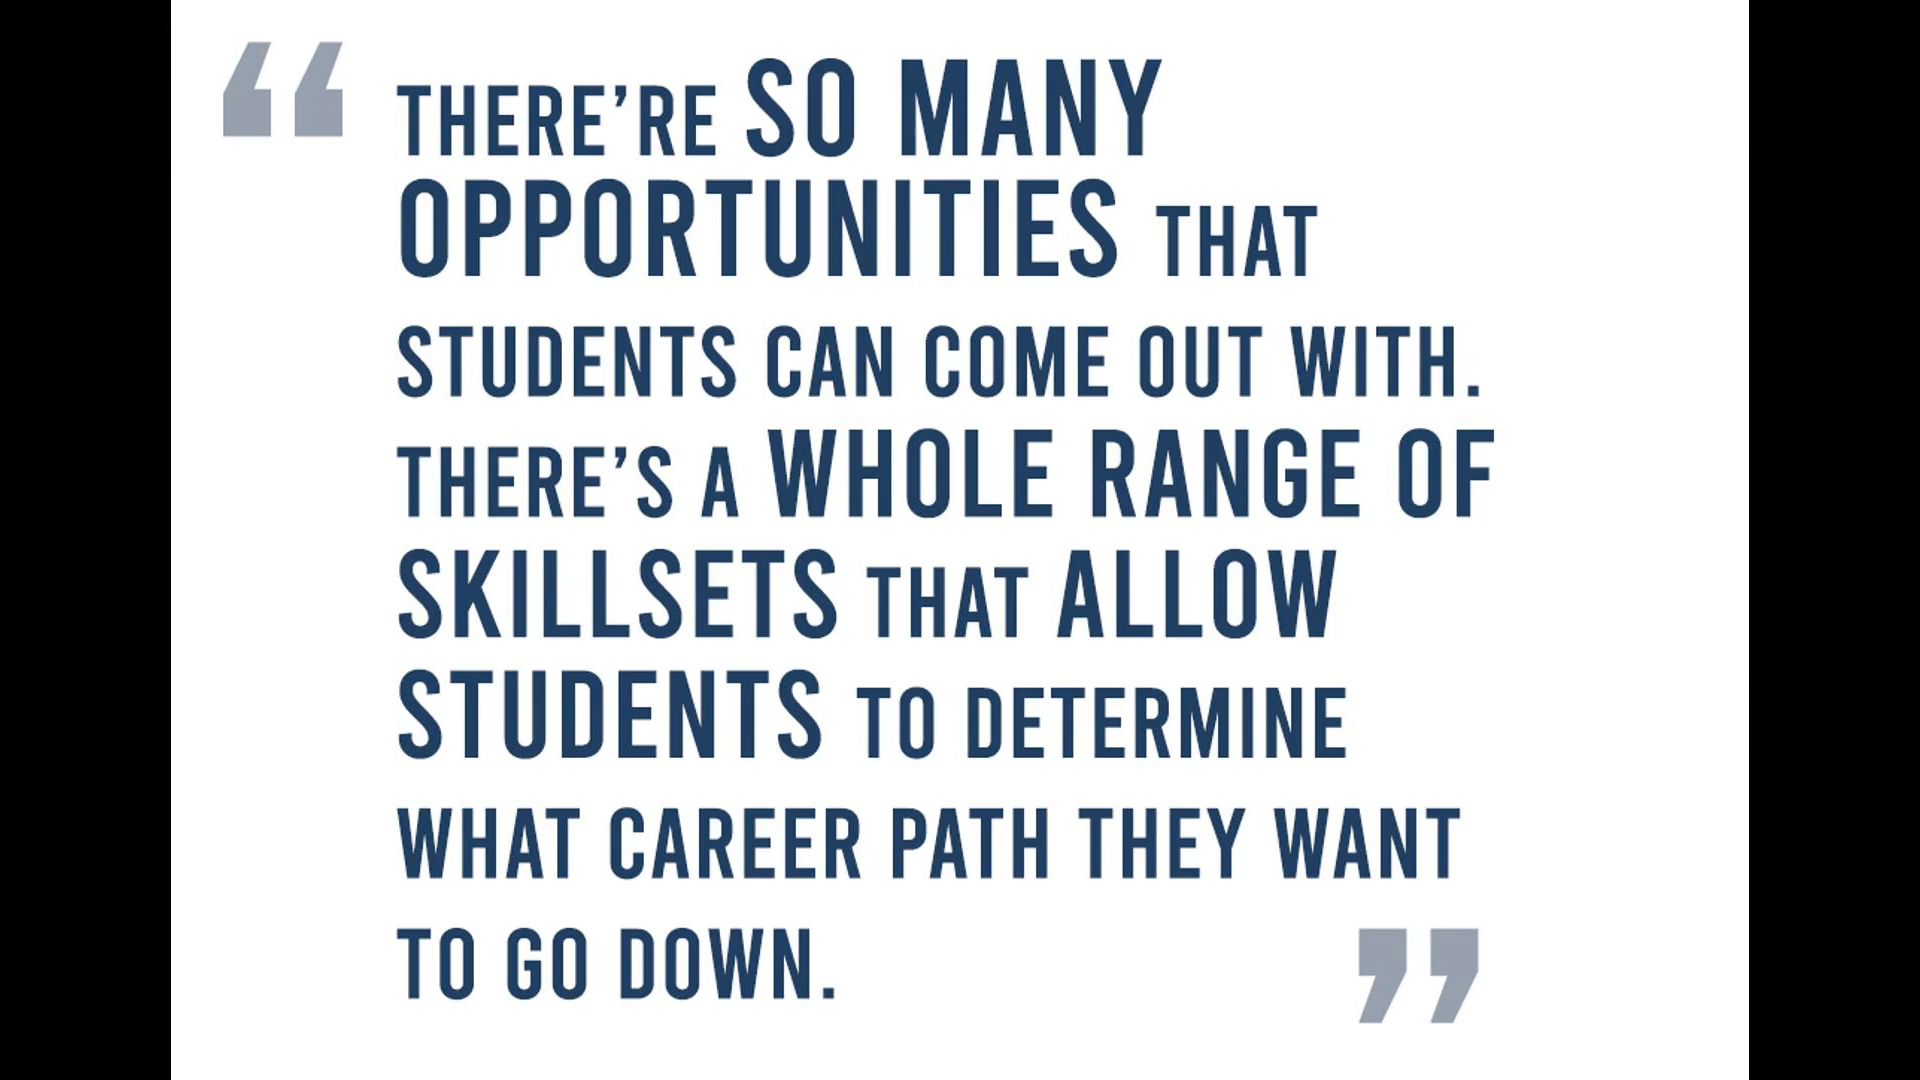 “ THERE’RE SO MANY
OPPORTUNITIES THAT
STUDENTS CAN COME OUT WITH.
THERE’S A WHOLE RANGE OF
SKILLSETS THAT ALLOW
STUDENTS TO DETERMINE
WHAT CAREER PATH THEY WANT
TO GO DOWN. ”